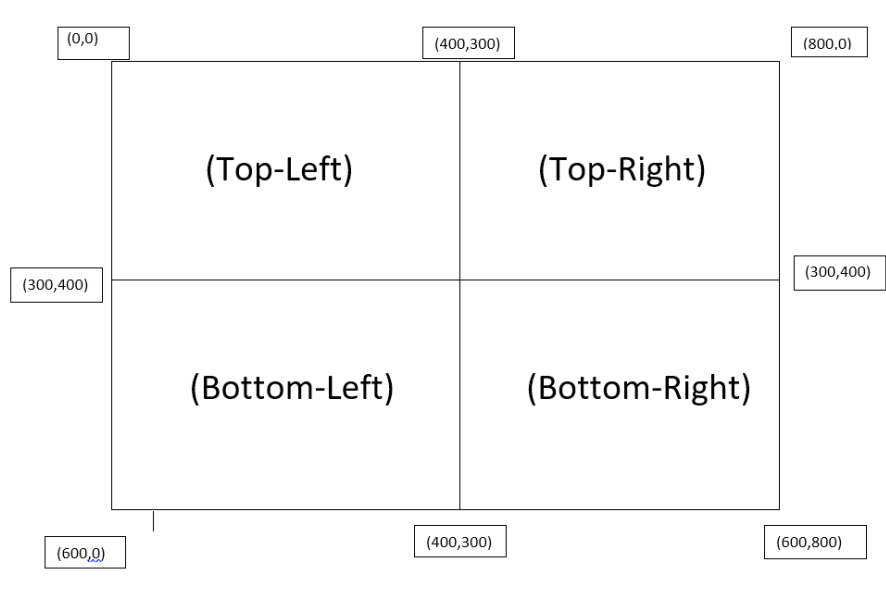 (0,0)
(400,300)
(800,0)
(Top-Left)
(Top-Right)
(300,400)
(300,400)
(Bottom-Left)
(Bottom-Right)
(600,0)
(400,300)
(600,800)